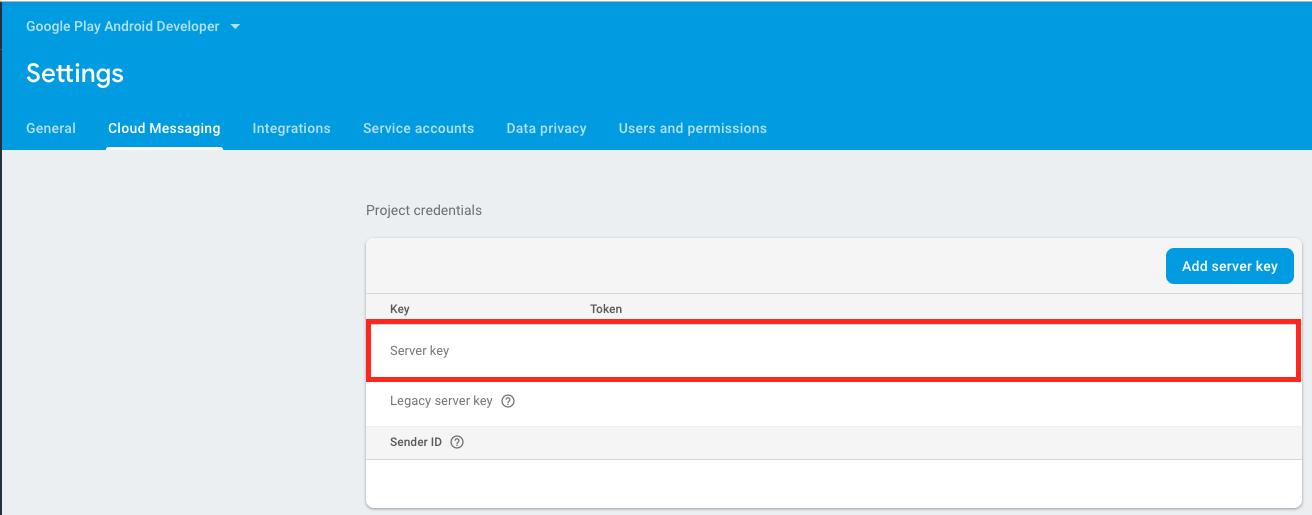 Google Play Android Developer
Settings
General Cloud Messaging Integrations Service accounts Data privacy Users and permissions
Project credentials
Add server key
Key Token
Server key
Legacy server key ?
Sender ID ?